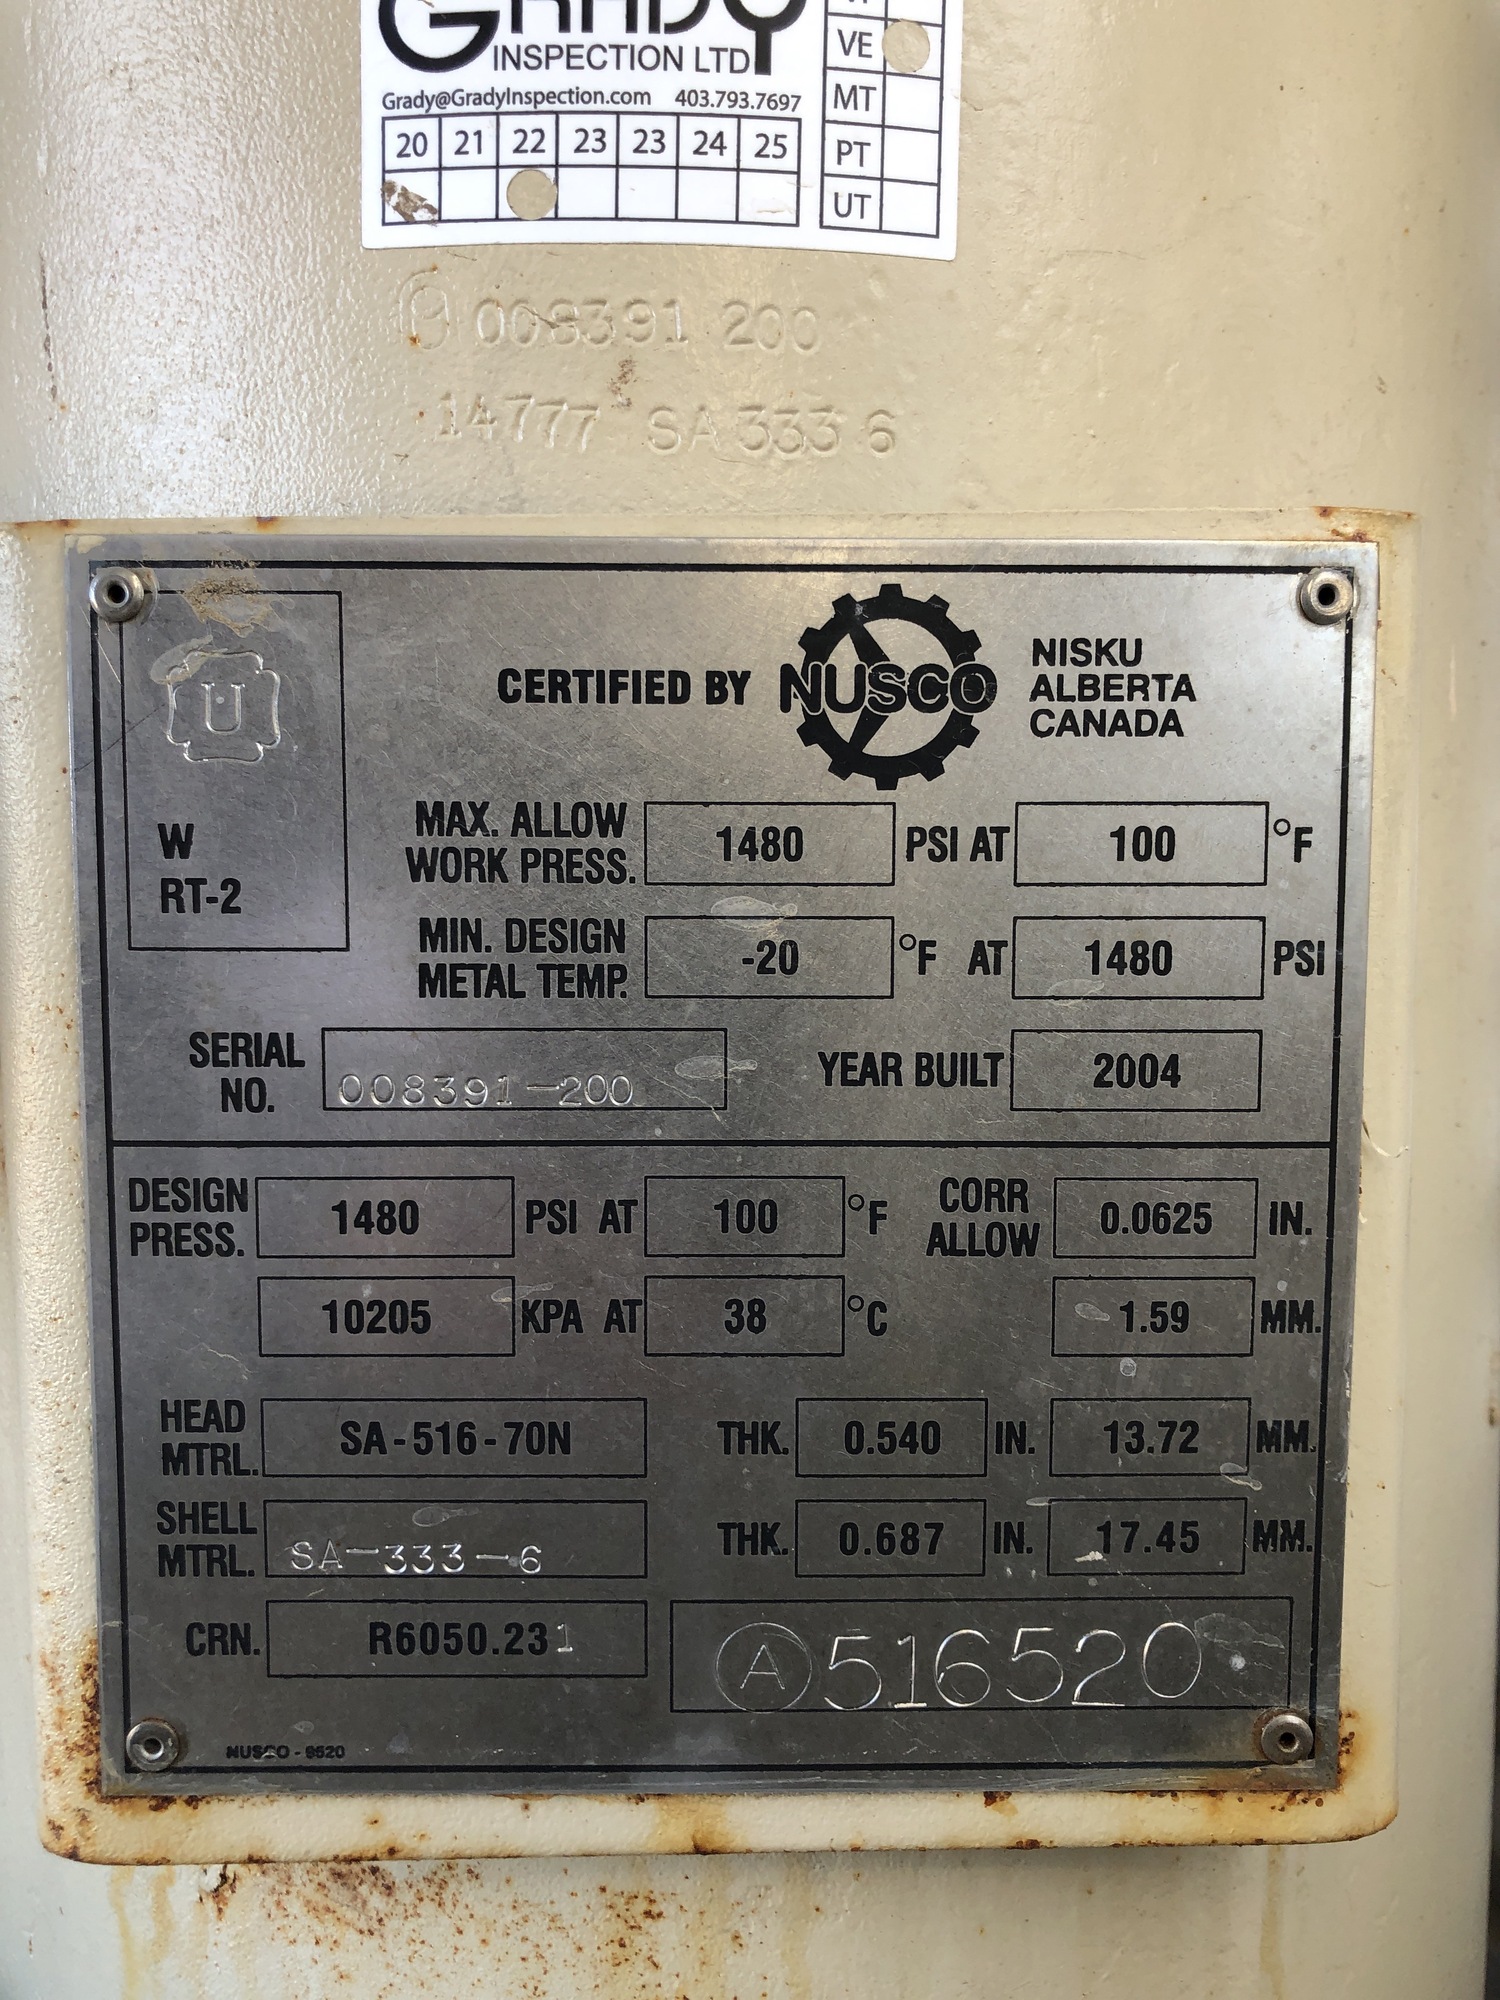 GRADY
INSPECTION LTD
Grady@GradyInspection.com 403.793.7697
20 21 22 23 23 24 25
VE
MT
PT
UT
008391 200
14777 SA 333 6
U
W
RT-2
CERTIFIED BY NUSCO
NISKU
ALBERTA
CANADA
MAX. ALLOW
WORK PRESS. 1480 PSI AT 100 °F
MIN. DESIGN
METAL TEMP. -20 °F AT 1480 PSI
SERIAL
NO. 008391-200 YEAR BUILT 2004
DESIGN
PRESS. 1480 PSI AT 100 °F
CORR
ALLOW 0.0625 IN.
10205 KPA AT 38 °C 1.59 MM.
HEAD
MTRL. SA-516-70N THK. 0.540 IN. 13.72 MM.
SHELL
MTRL. SA-333-6 THK. 0.687 IN. 17.45 MM.
CRN. R6050.231 A 516520
NUSCO - 9520